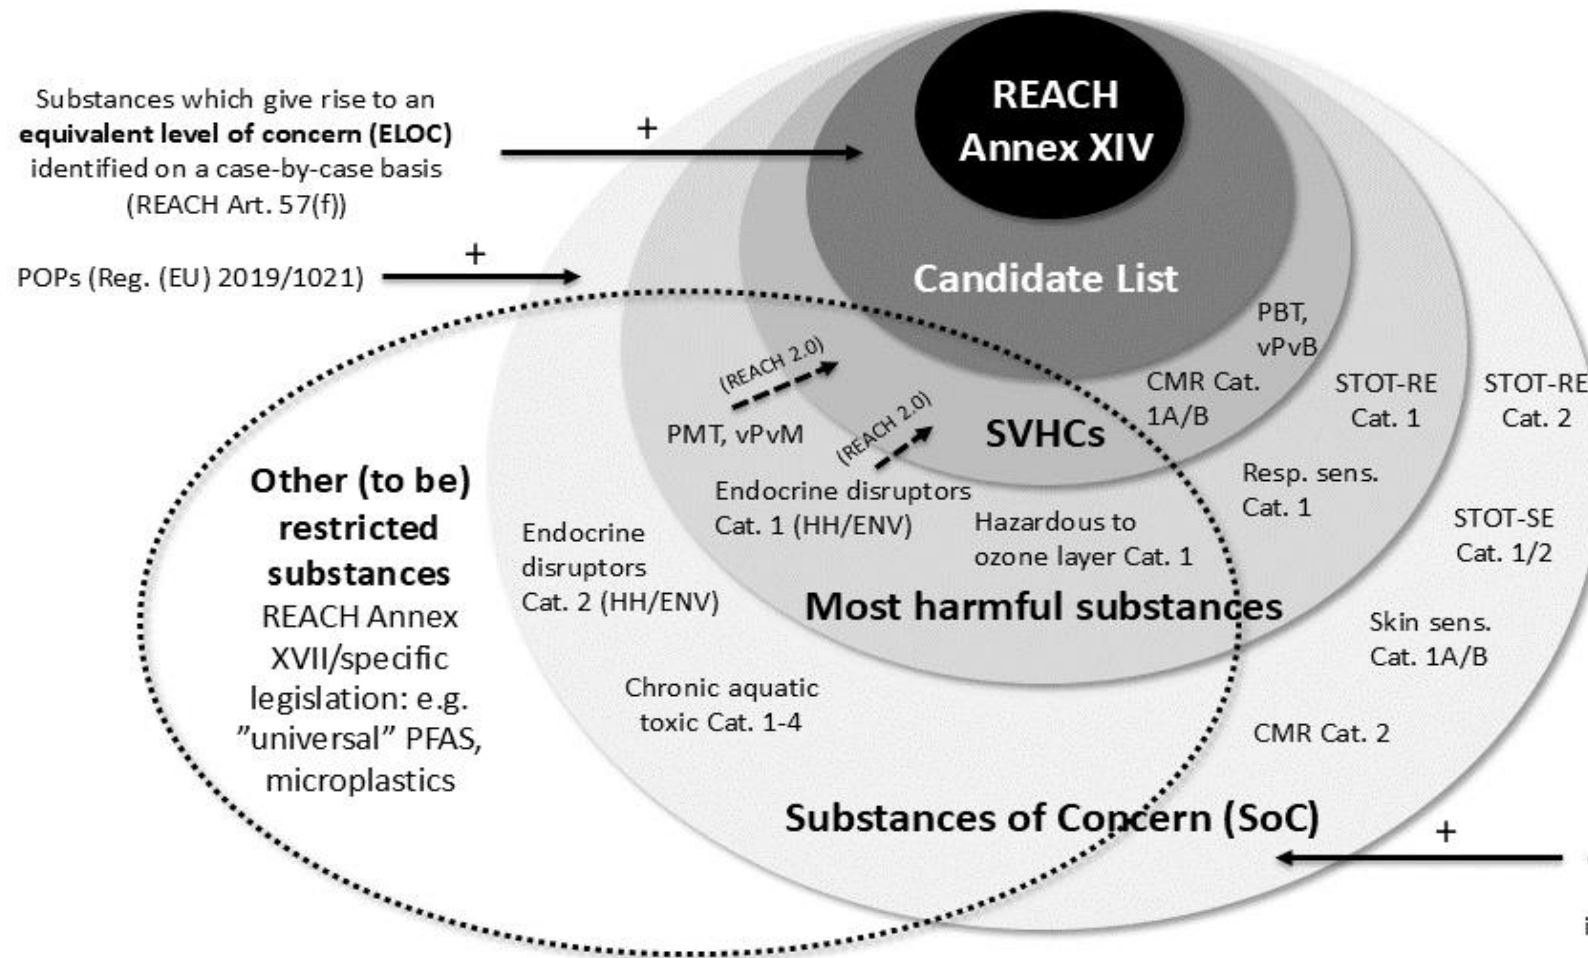 Substances which give rise to an
equivalent level of concern (ELOC)
identified on a case-by-case basis
(REACH Art. 57(f))
+
POPs (Reg. (EU) 2019/1021)
+
REACH
Annex XIV
Candidate List
PBT,
vPvB
CMR Cat.
1A/B
SVHCs
(REACH 2.0)
PMT, vPvM
(REACH 2.0)
Endocrine disruptors
Cat. 1 (HH/ENV)
Hazardous to
ozone layer Cat. 1
Resp. sens.
Cat. 1
STOT-RE
Cat. 1
Most harmful substances
STOT-RE
Cat. 2
STOT-SE
Cat. 1/2
Skin sens.
Cat. 1A/B
CMR Cat. 2
Endocrine
disruptors
Cat. 2 (HH/ENV)
Chronic aquatic
toxic Cat. 1-4
Substances of Concern (SoC)
+
Other (to be)
restricted
substances
REACH Annex
XVII/specific
legislation: e.g.
”universal” PFAS,
microplastics